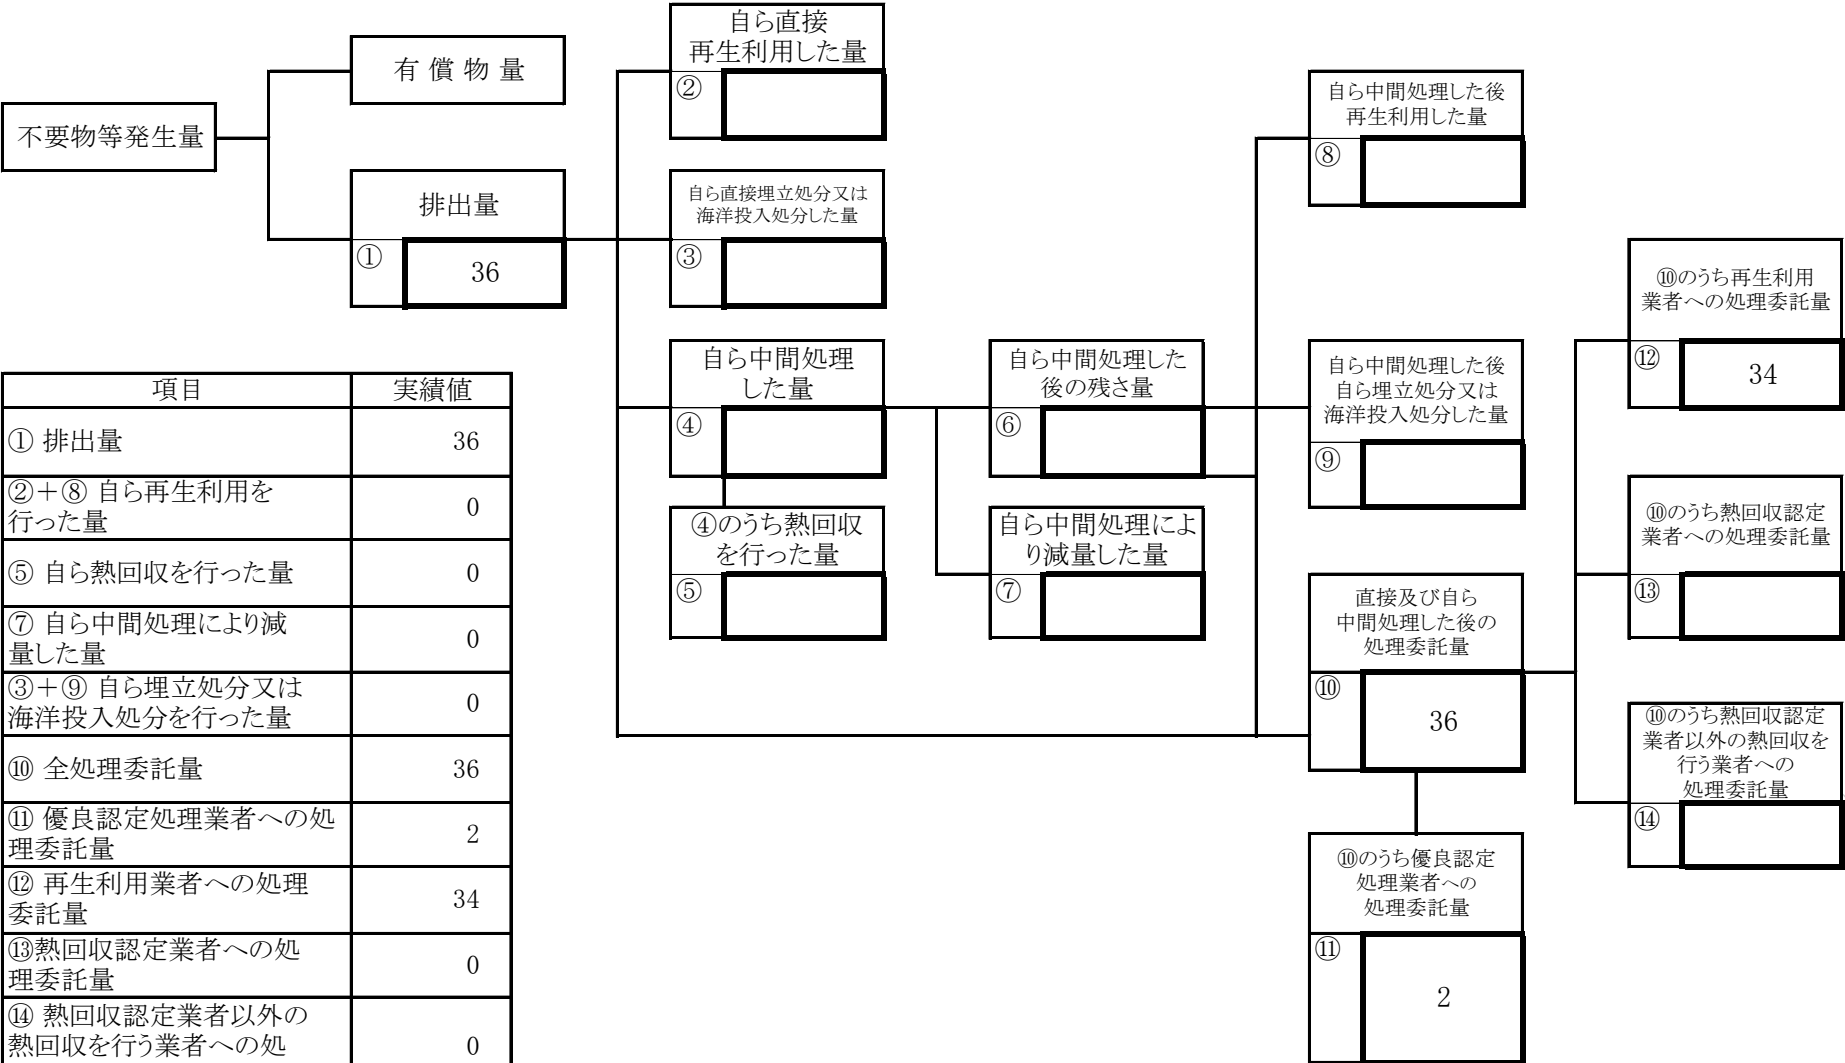 自ら直接
再生利用した量
②
有 償 物 量
不要物等発生量
排出量
①
36
自ら直接埋立処分又は
海洋投入処分した量
③
自ら中間処理した後
再生利用した量
⑧
自ら中間処理
した量
④
自ら中間処理した
後の残さ量
⑥
自ら中間処理した後
自ら埋立処分又は
海洋投入処分した量
⑨
④のうち熱回収
を行った量
⑤
自ら中間処理によ
り減量した量
⑦
直接及び自ら
中間処理した後の
処理委託量
⑩
36
⑩のうち優良認定
処理業者への
処理委託量
⑪
2
⑩のうち再生利用
業者への処理委託量
⑫
34
⑩のうち熱回収認定
業者への処理委託量
⑬
⑩のうち熱回収認定
業者以外の熱回収を
行う業者への
処理委託量
⑭
項目 実績値
① 排出量 36
②+⑧ 自ら再生利用を
行った量 0
⑤ 自ら熱回収を行った量 0
⑦ 自ら中間処理により減
量した量 0
③+⑨ 自ら埋立処分又は
海洋投入処分を行った量 0
⑩ 全処理委託量 36
⑪ 優良認定処理業者への処
理委託量 2
⑫ 再生利用業者への処理
委託量 34
⑬熱回収認定業者への処
理委託量 0
⑭ 熱回収認定業者以外の
熱回収を行う業者への処 0